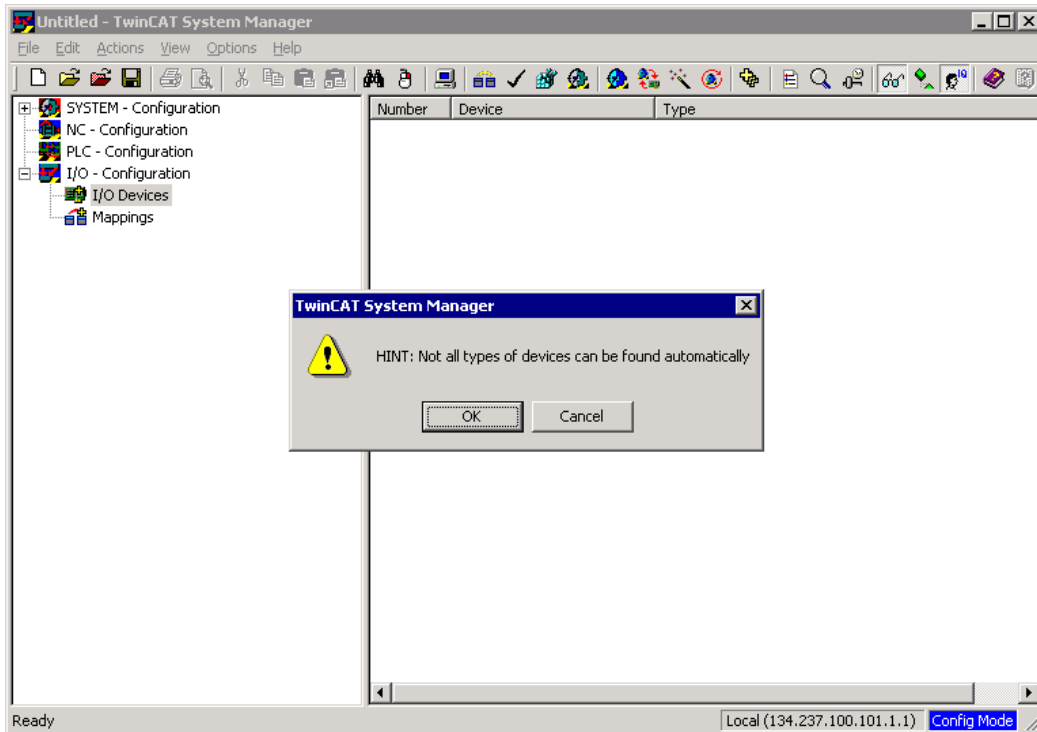 Untitled - TwinCAT System Manager
File Edit Actions View Options Help
SYSTEM - Configuration
NC - Configuration
PLC - Configuration
I/O - Configuration
I/O Devices
Mappings
Number Device Type
TwinCAT System Manager
HINT: Not all types of devices can be found automatically
OK Cancel
Ready Local (134.237.100.101.1.1) Config Mode